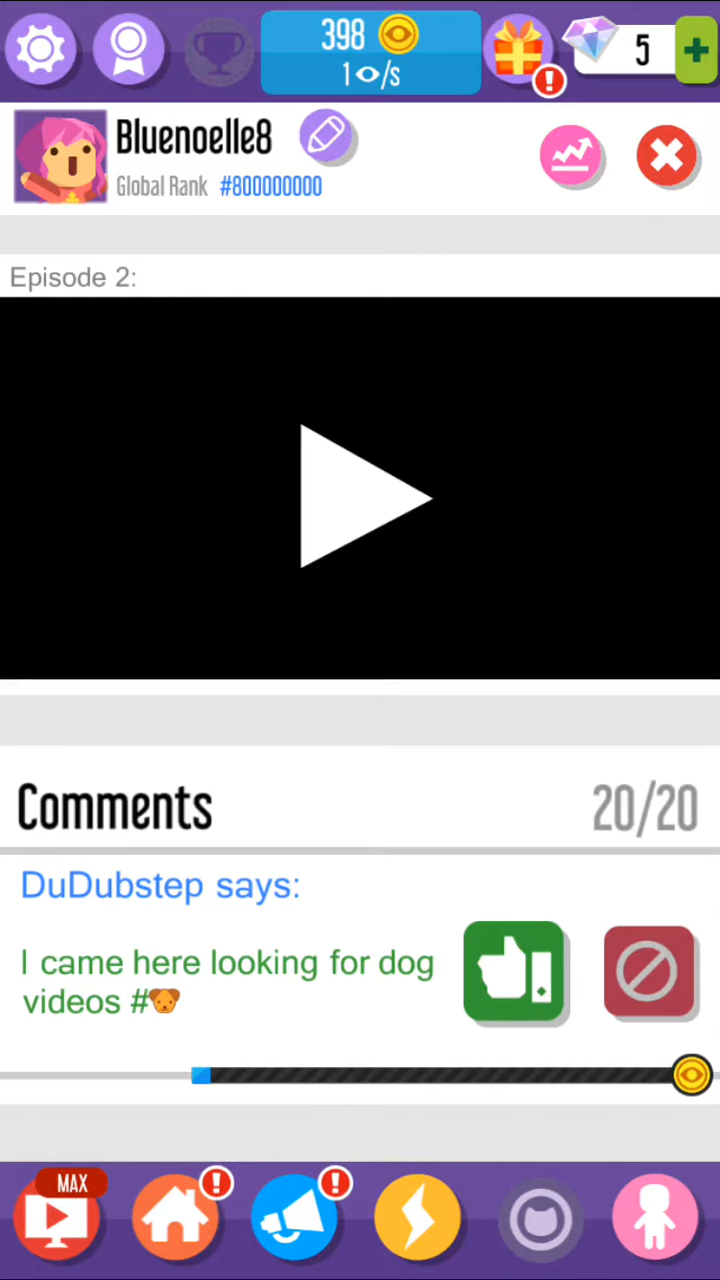 398
1/s
5
Bluenoelle8
Global Rank #800000000
Episode 2:
Comments 20/20
DuDubstep says:
I came here looking for dog
videos #🐶
MAX